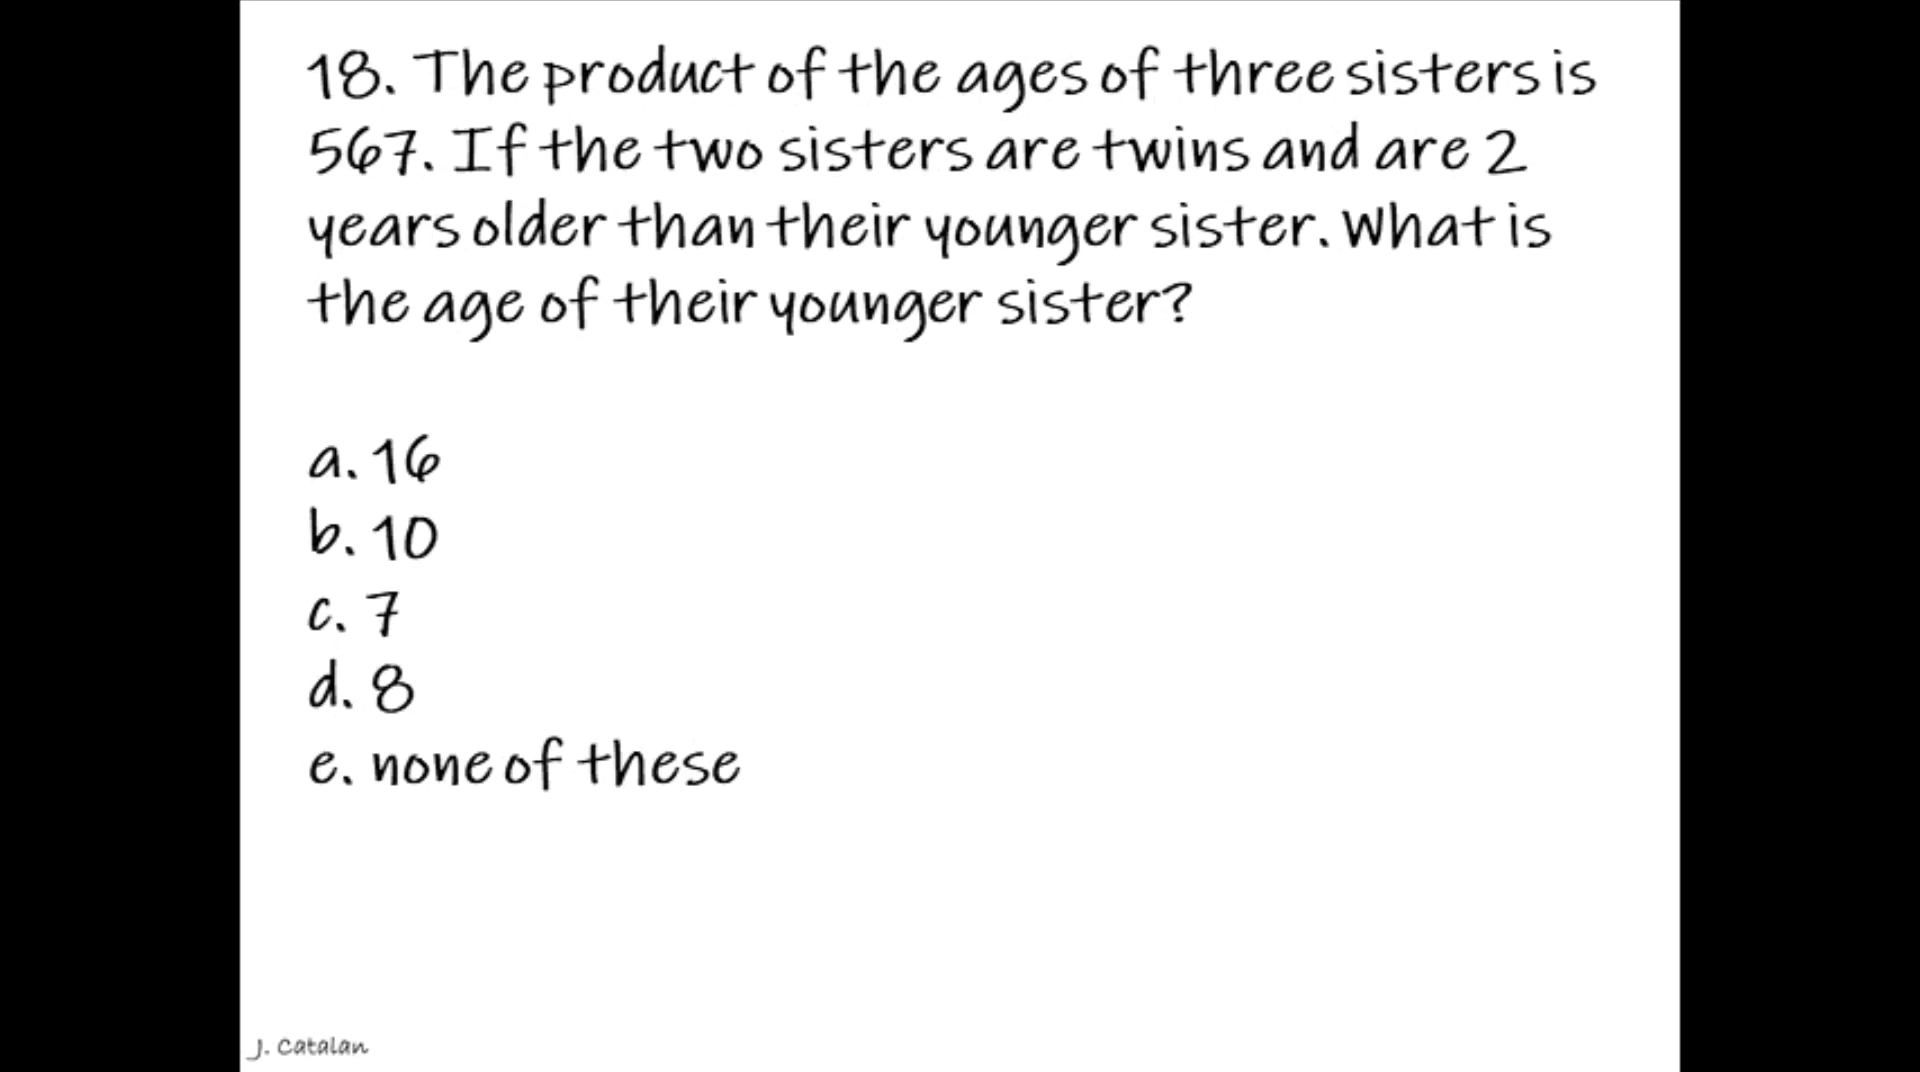 18. The product of the ages of three sisters is
567. If the two sisters are twins and are 2
years older than their younger sister. What is
the age of their younger sister?
a. 16
b. 10
c. 7
d. 8
e. none of these
J. Catalan